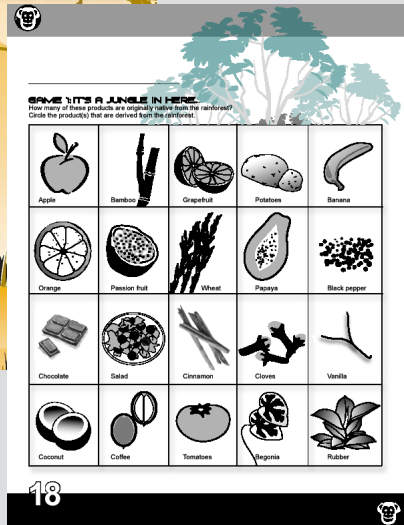 GAME 1: IT'S A JUNGLE IN HERE...
How many of these products are originally native from the rainforest?
Circle the product(s) that are derived from the rainforest.
Apple
Bamboo
Grapefruit
Potatoes
Banana
Orange
Passion fruit
Wheat
Papaya
Black pepper
Chocolate
Salad
Cinnamon
Cloves
Vanilla
Coconut
Coffee
Tomatoes
Begonia
Rubber
18